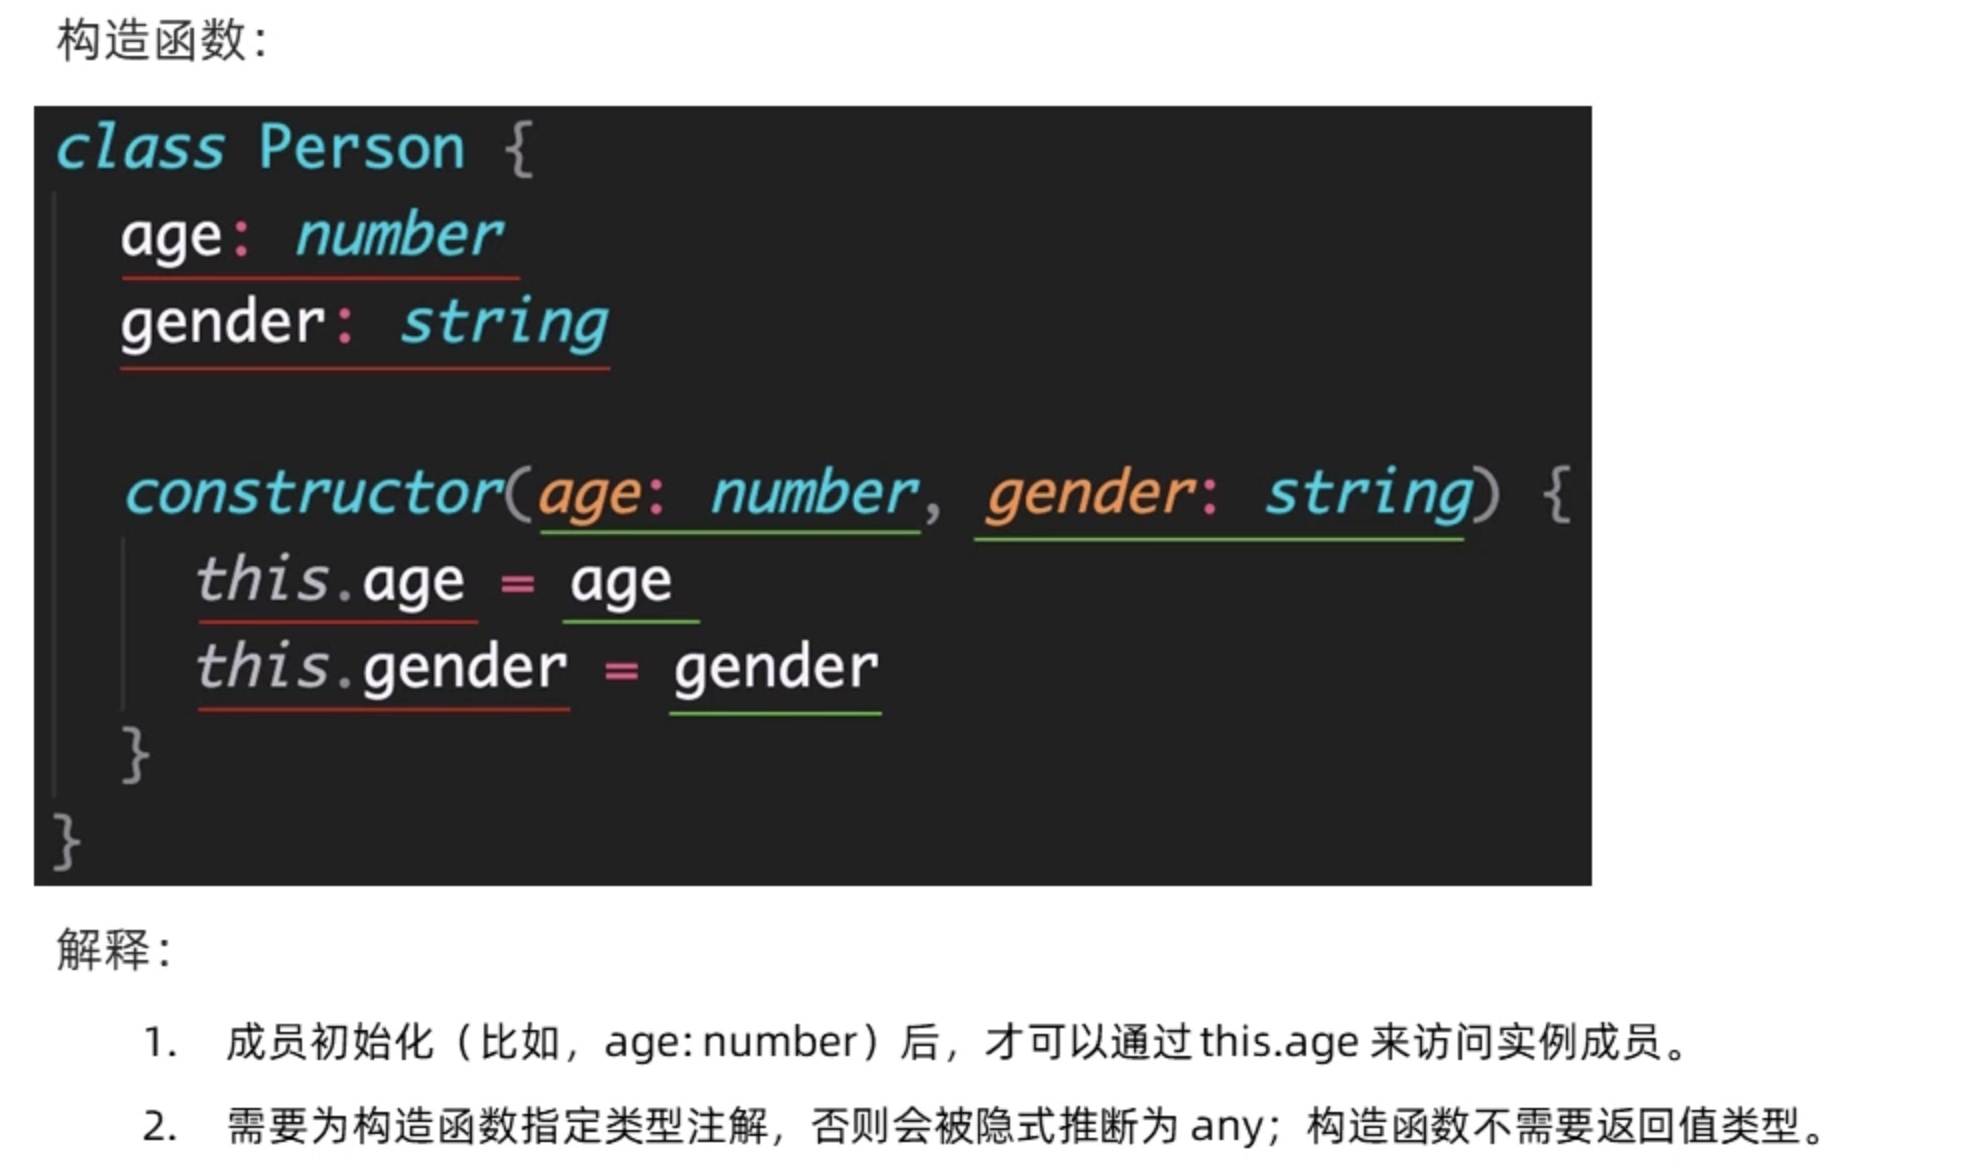 构造函数：
class Person {
age: number
gender: string
constructor(age: number, gender: string) {
this.age = age
this.gender = gender
}
}
解释：
1. 成员初始化（比如，age: number）后，才可以通过 this.age 来访问实例成员。
2. 需要为构造函数指定类型注解，否则会被隐式推断为 any；构造函数不需要返回值类型。